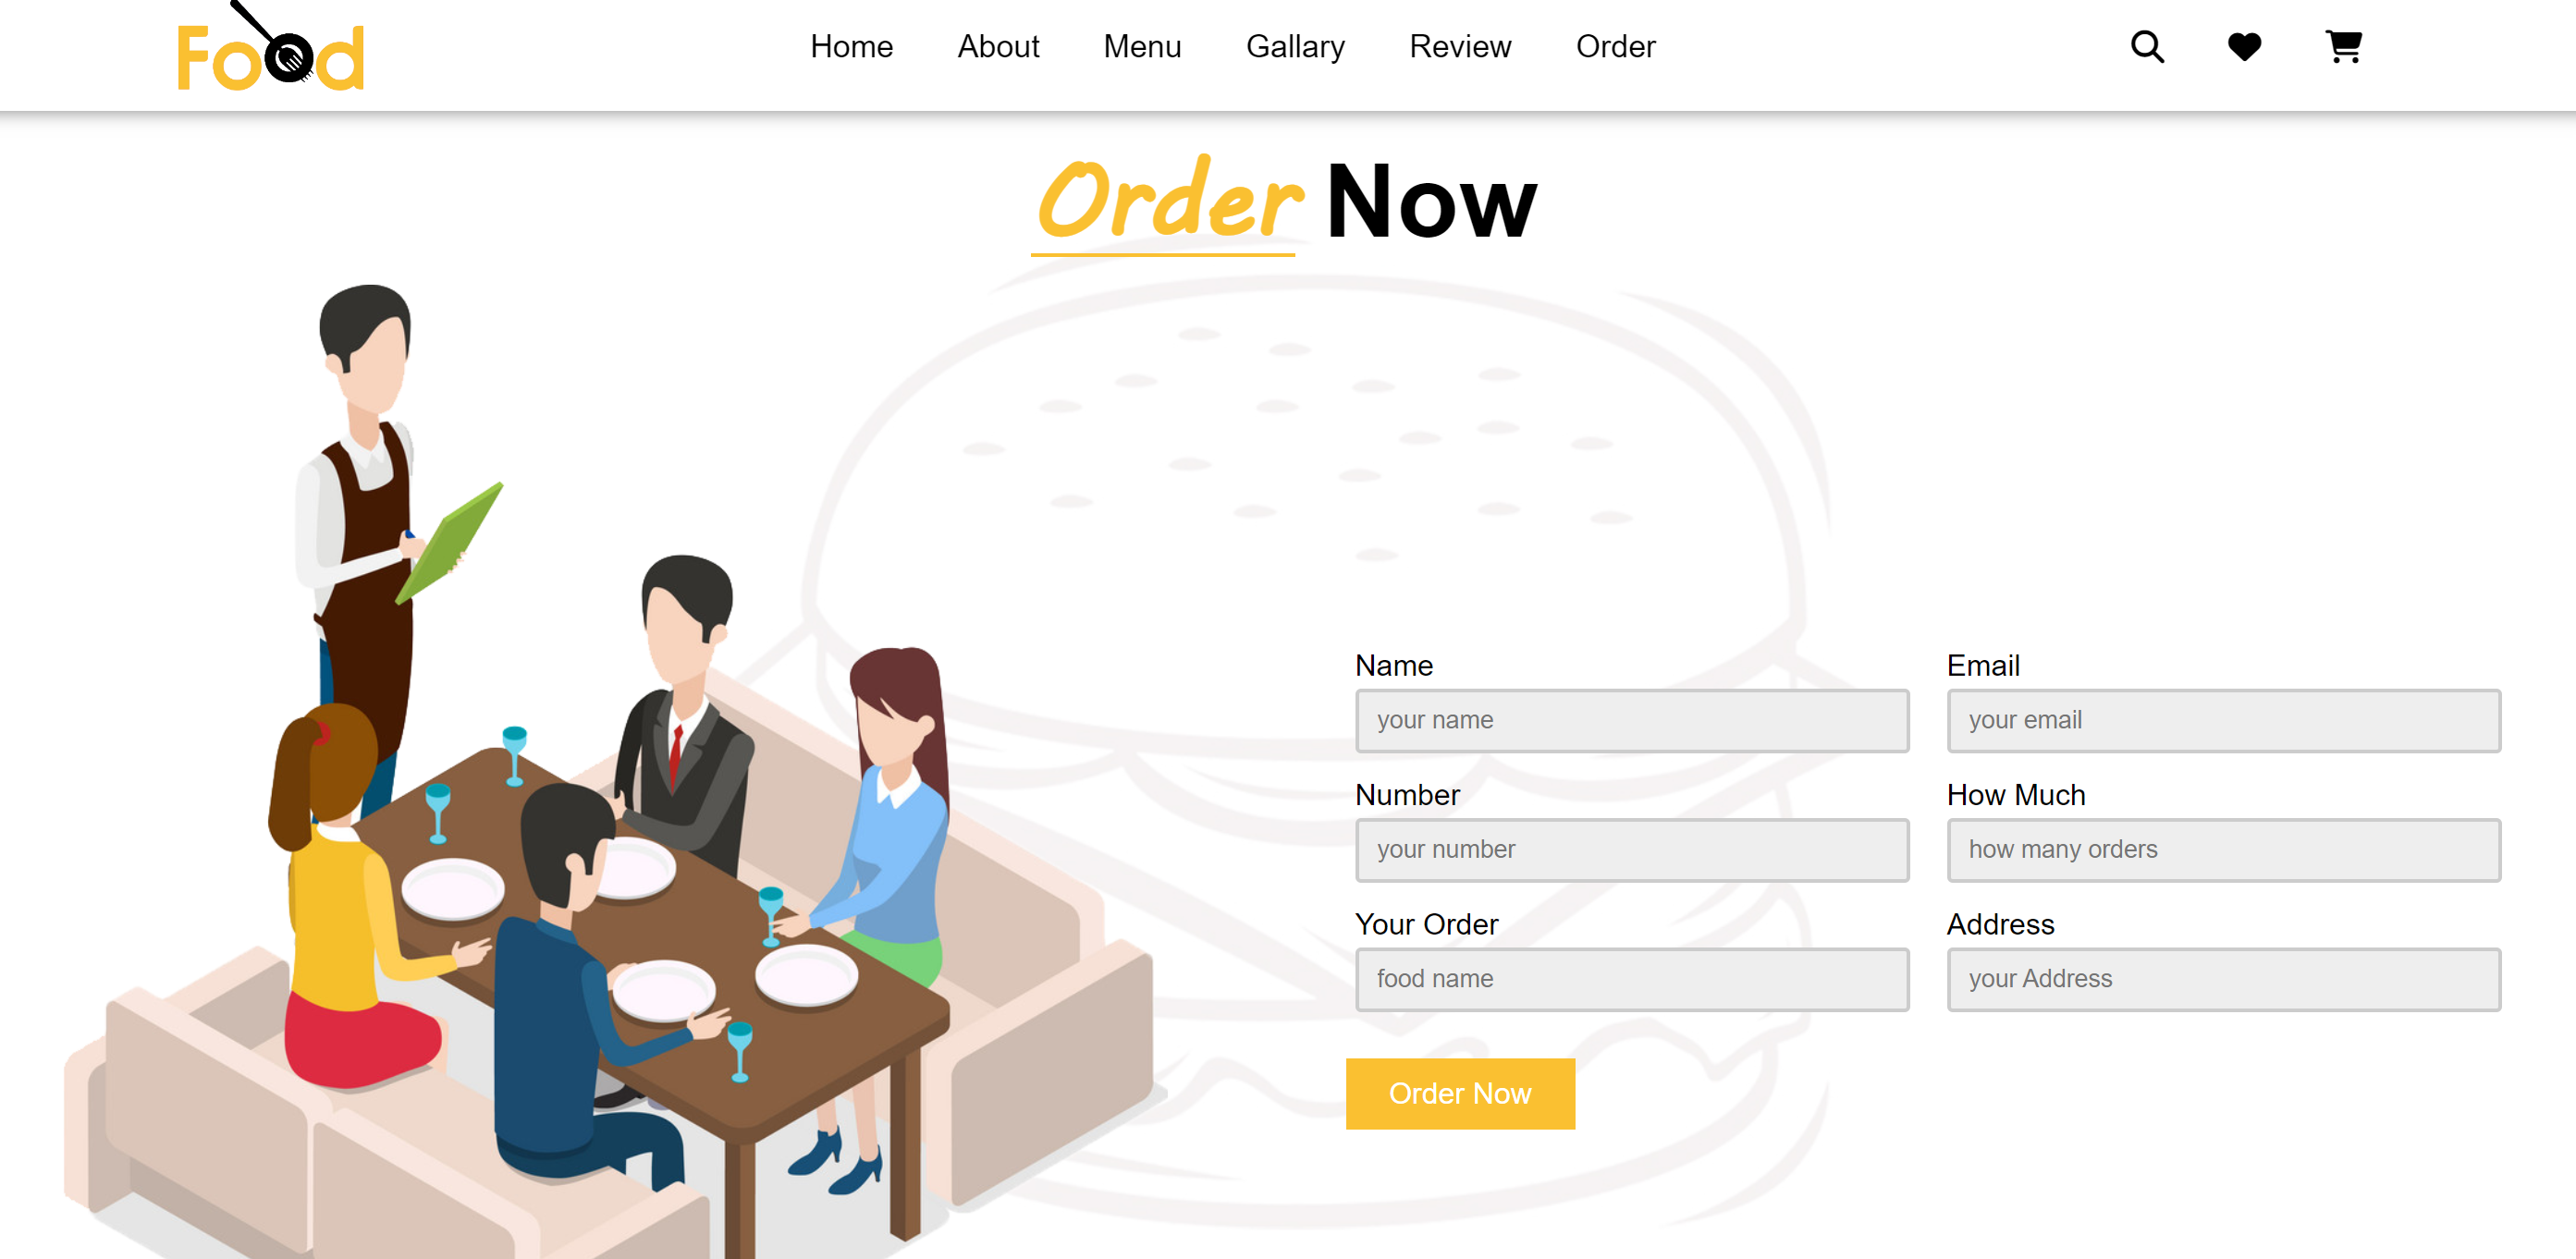 Food
Home About Menu Gallary Review Order
Order Now
Name Email
your name your email
Number How Much
your number how many orders
Your Order Address
food name your Address
Order Now